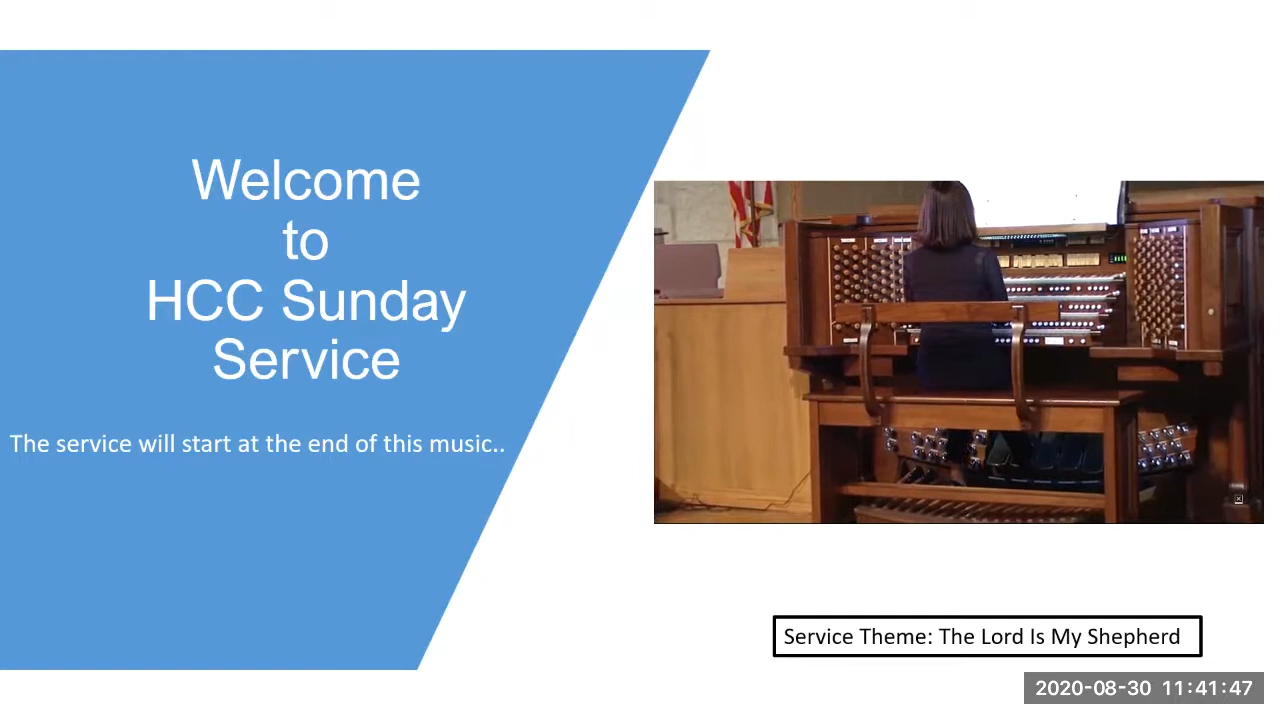 Welcome
to
HCC Sunday
Service
The service will start at the end of this music..
Service Theme: The Lord Is My Shepherd
2020-08-30 11:41:47